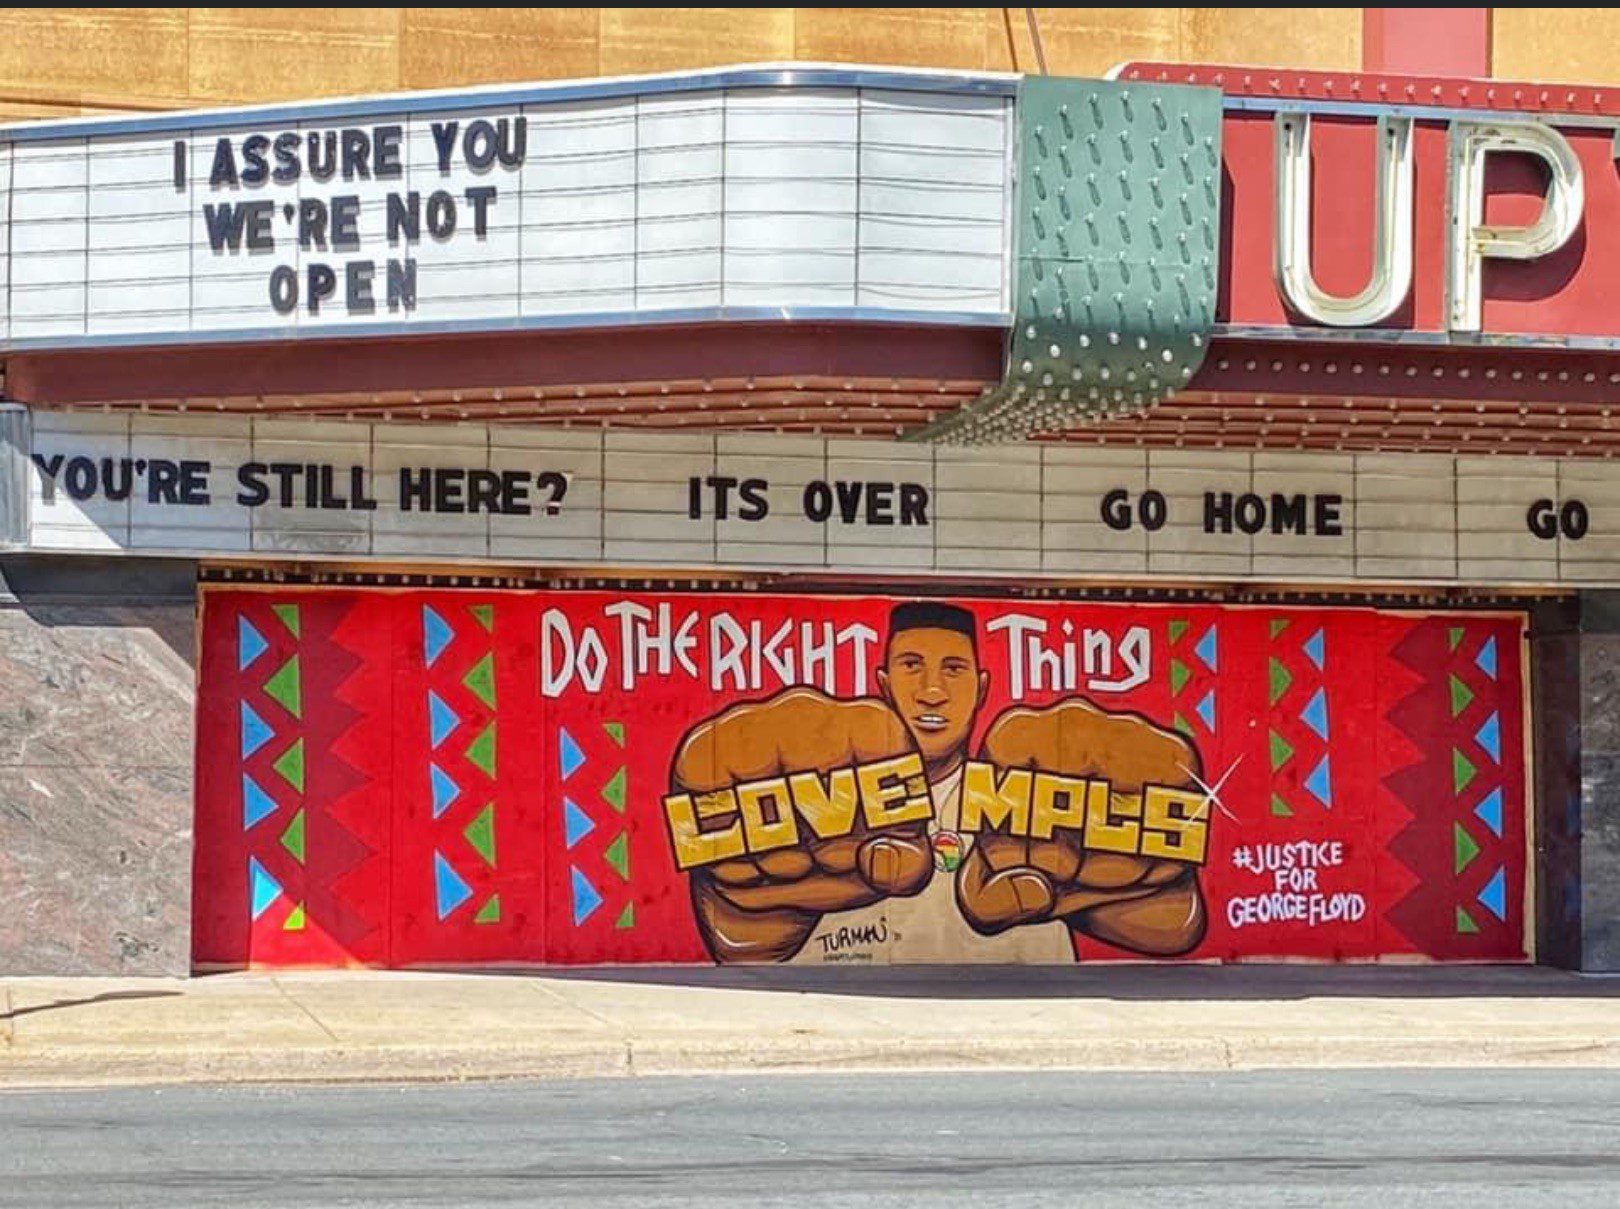 I ASSURE YOU
WE'RE NOT
OPEN
UP
YOU'RE STILL HERE? ITS OVER GO HOME GO
DO THE RIGHT THing
LOVE MPLS
#JUSTICE
FOR
GEORGE FLOYD
TURMAN